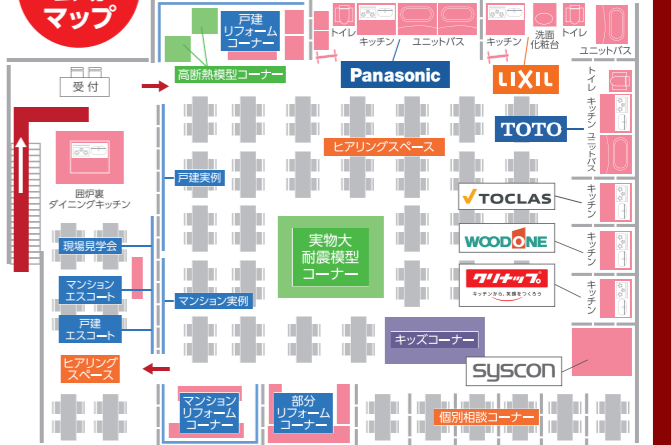 マップ
受付
囲炉裏
ダイニングキッチン
現場見学会
マンション
エスコート
戸建
エスコート
ヒアリング
スペース
戸建
リフォーム
コーナー
高断熱模型コーナー
戸建実例
マンション実例
マンション
リフォーム
コーナー
部分
リフォーム
コーナー
ヒアリングスペース
実物大
耐震模型
コーナー
キッズコーナー
個別相談コーナー
トイレ
キッチン
ユニットバス
Panasonic
キッチン
洗面
化粧台
トイレ
ユニットバス
LIXIL
トイレ
キッチン
ユニットバス
TOTO
キッチン
TOCLAS
キッチン
WOODONE
キッチン
クリナップ
キッチンから、笑顔をつくろう
syscon